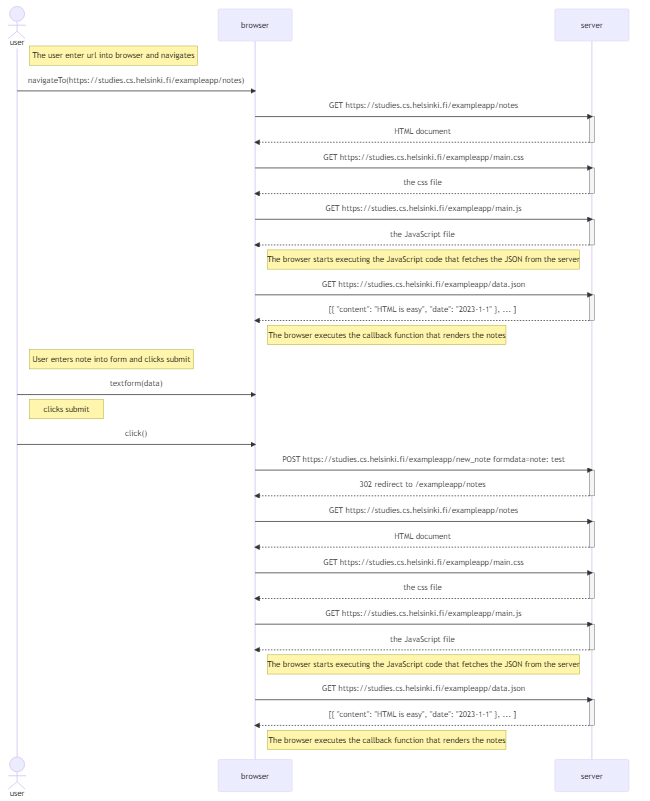 user
browser
server
The user enter url into browser and navigates
navigateTo(https://studies.cs.helsinki.fi/exampleapp/notes)
GET https://studies.cs.helsinki.fi/exampleapp/notes
HTML document
GET https://studies.cs.helsinki.fi/exampleapp/main.css
the css file
GET https://studies.cs.helsinki.fi/exampleapp/main.js
the JavaScript file
The browser starts executing the JavaScript code that fetches the JSON from the server
GET https://studies.cs.helsinki.fi/exampleapp/data.json
[{ "content": "HTML is easy", "date": "2023-1-1" }, ... ]
The browser executes the callback function that renders the notes
User enters note into form and clicks submit
textform(data)
clicks submit
click()
POST https://studies.cs.helsinki.fi/exampleapp/new_note formdata=note: test
302 redirect to /exampleapp/notes
GET https://studies.cs.helsinki.fi/exampleapp/notes
HTML document
GET https://studies.cs.helsinki.fi/exampleapp/main.css
the css file
GET https://studies.cs.helsinki.fi/exampleapp/main.js
the JavaScript file
The browser starts executing the JavaScript code that fetches the JSON from the server
GET https://studies.cs.helsinki.fi/exampleapp/data.json
[{ "content": "HTML is easy", "date": "2023-1-1" }, ... ]
The browser executes the callback function that renders the notes
user
browser
server